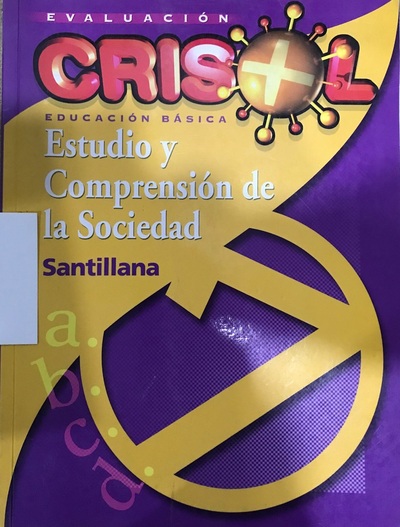 EVALUACIÓN
CRISOL
EDUCACIÓN BÁSICA
Estudio y
Comprensión de
la Sociedad
Santillana
a.
b.
c.
d.